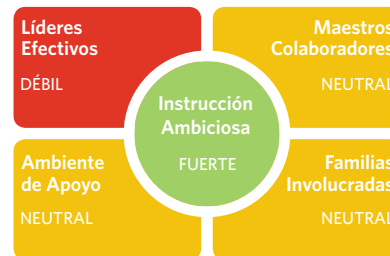 Líderes
Efectivos
DÉBIL
Maestros
Colaboradores
NEUTRAL
Instrucción
Ambiciosa
FUERTE
Ambiente
de Apoyo
NEUTRAL
Familias
Involucradas
NEUTRAL